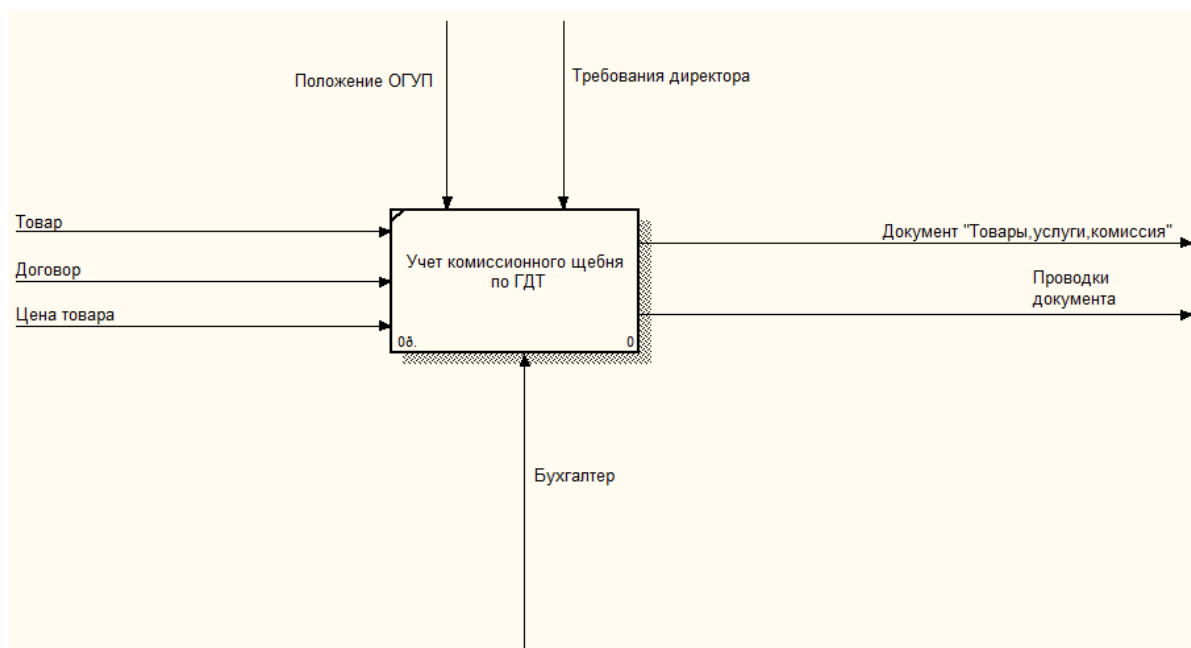 Положение ОГУП
Требования директора
Товар
Договор
Цена товара
Учет комиссионного щебня
по ГДТ
0ð.
0
Документ "Товары,услуги,комиссия"
Проводки
документа
Бухгалтер